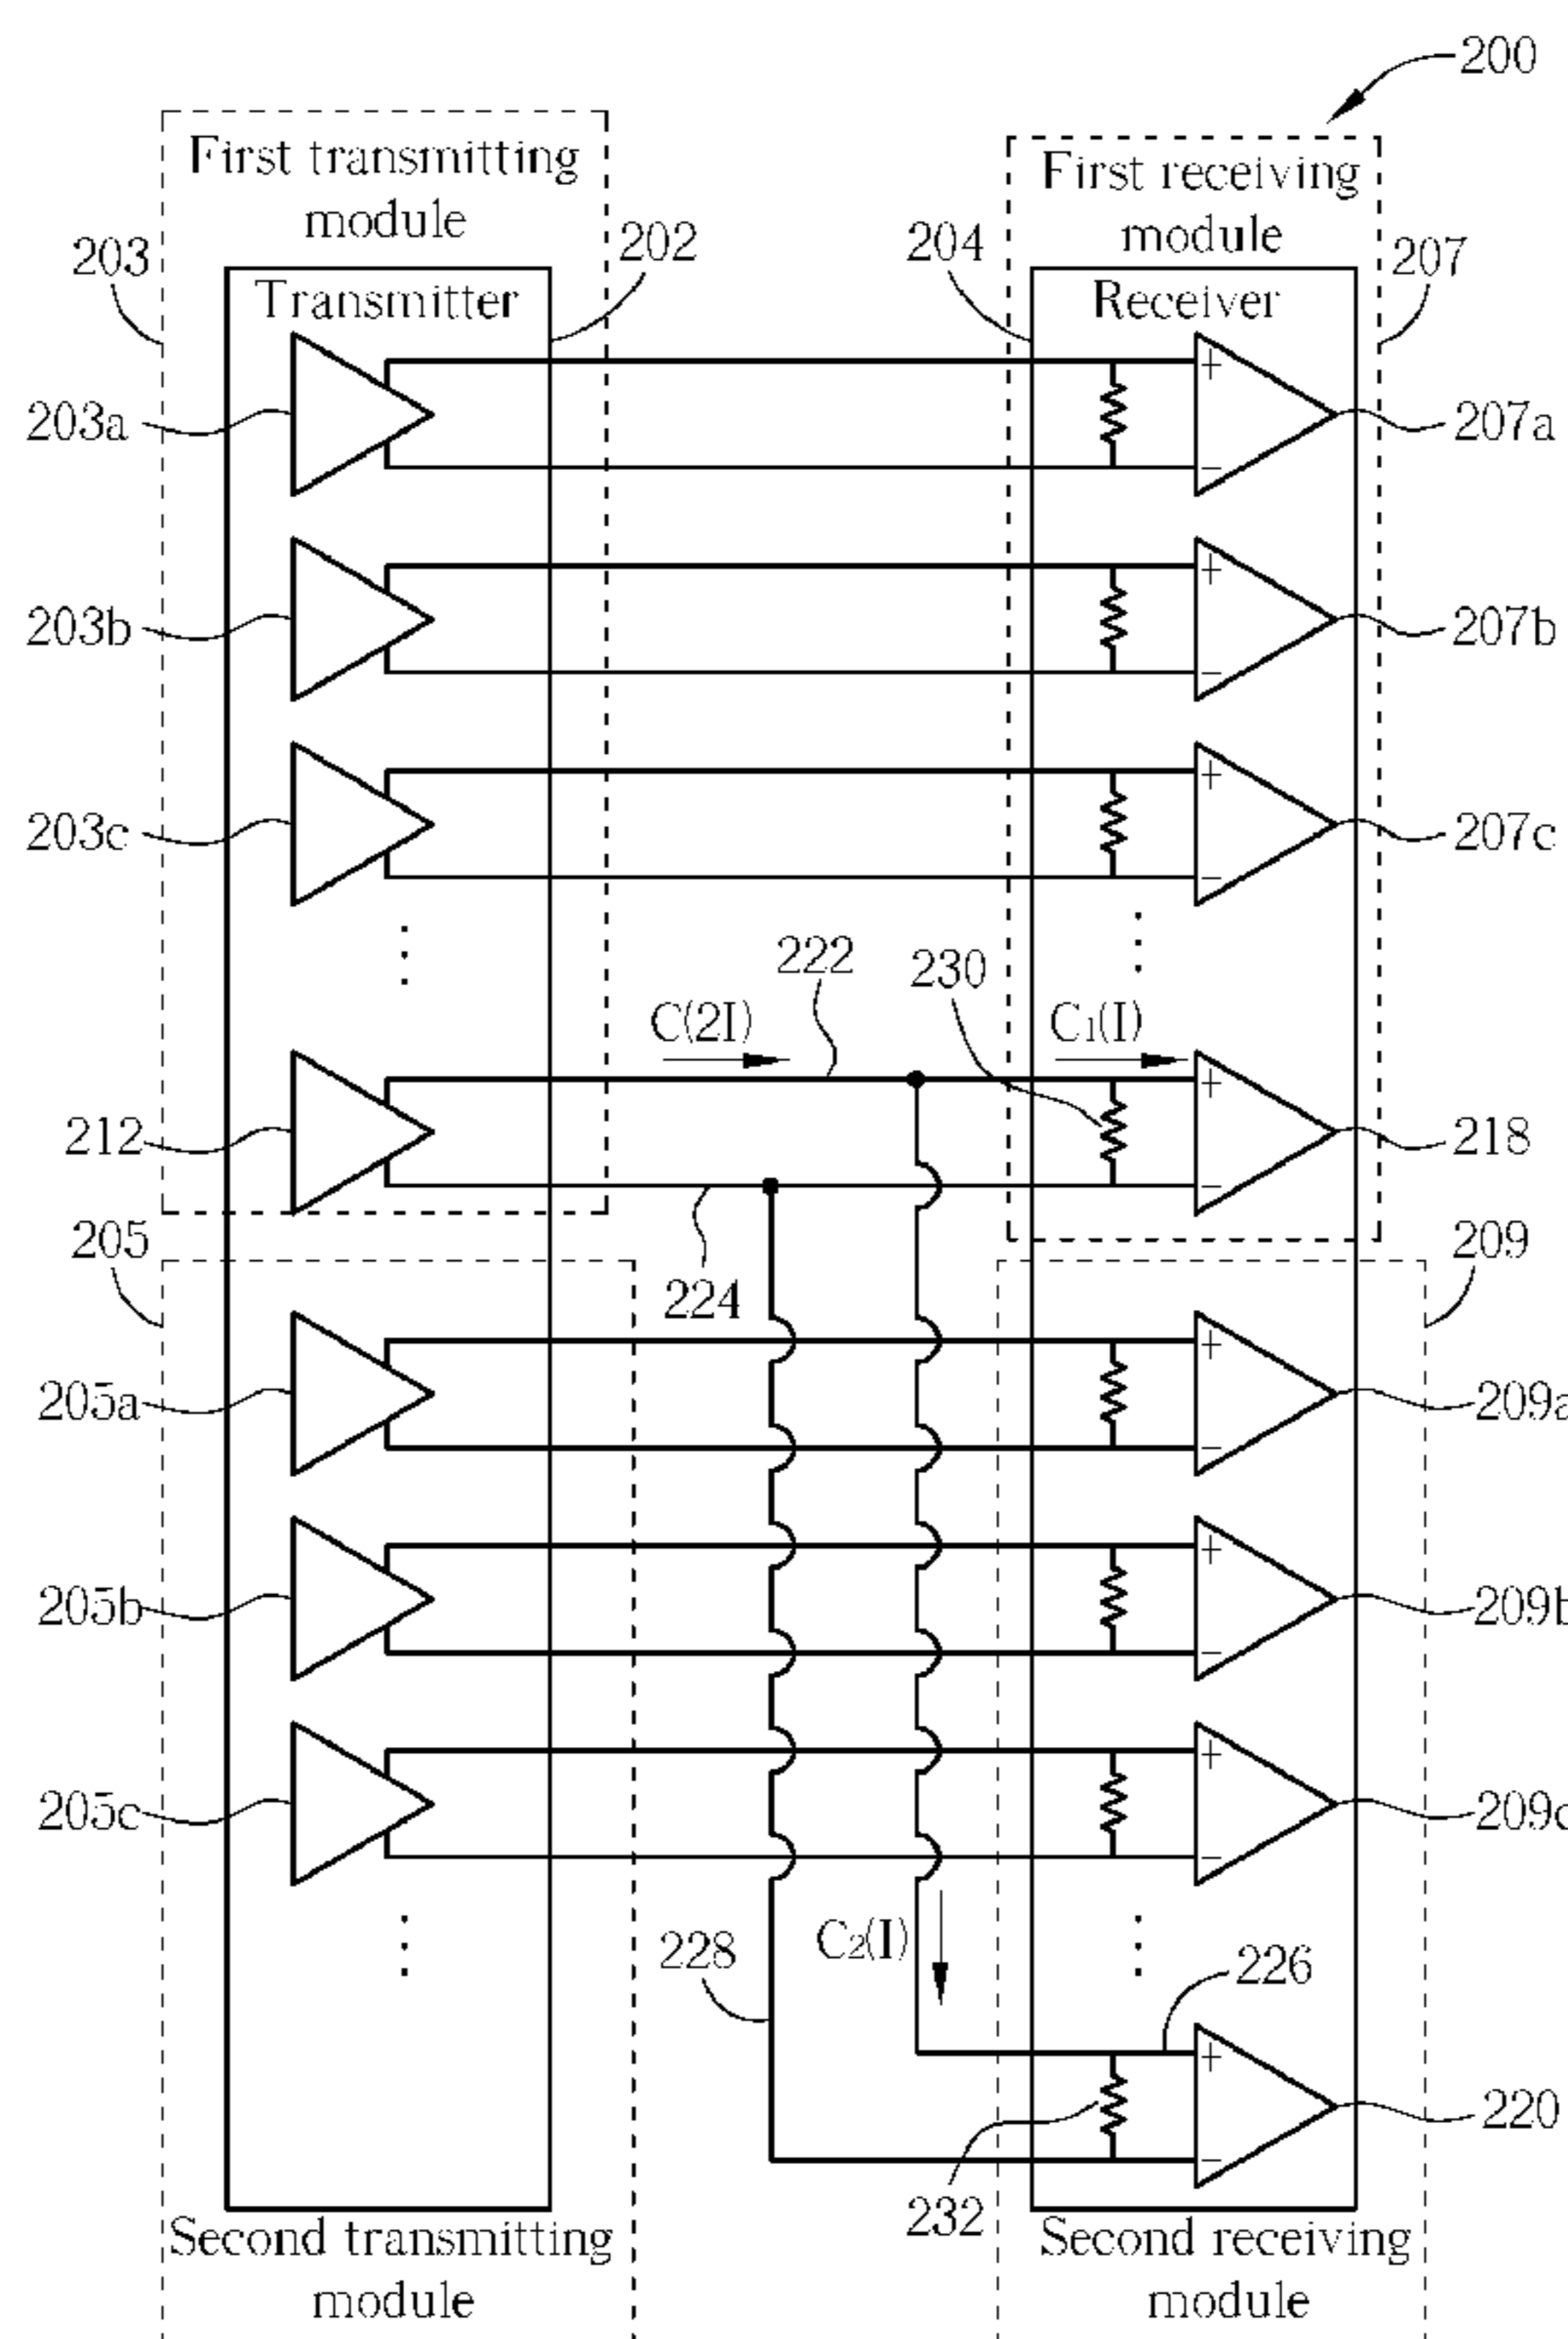 200
First transmitting
module
First receiving
module
203
202
204
207
Transmitter
Receiver
203a
+
−
207a
203b
+
−
207b
203c
+
−
207c
222
230
C(2I)
C1(I)
212
+
−
218
205
224
209
205a
+
−
209a
205b
+
−
209b
205c
+
−
209c
228
C2(I)
226
+
−
220
232
Second transmitting
module
Second receiving
module